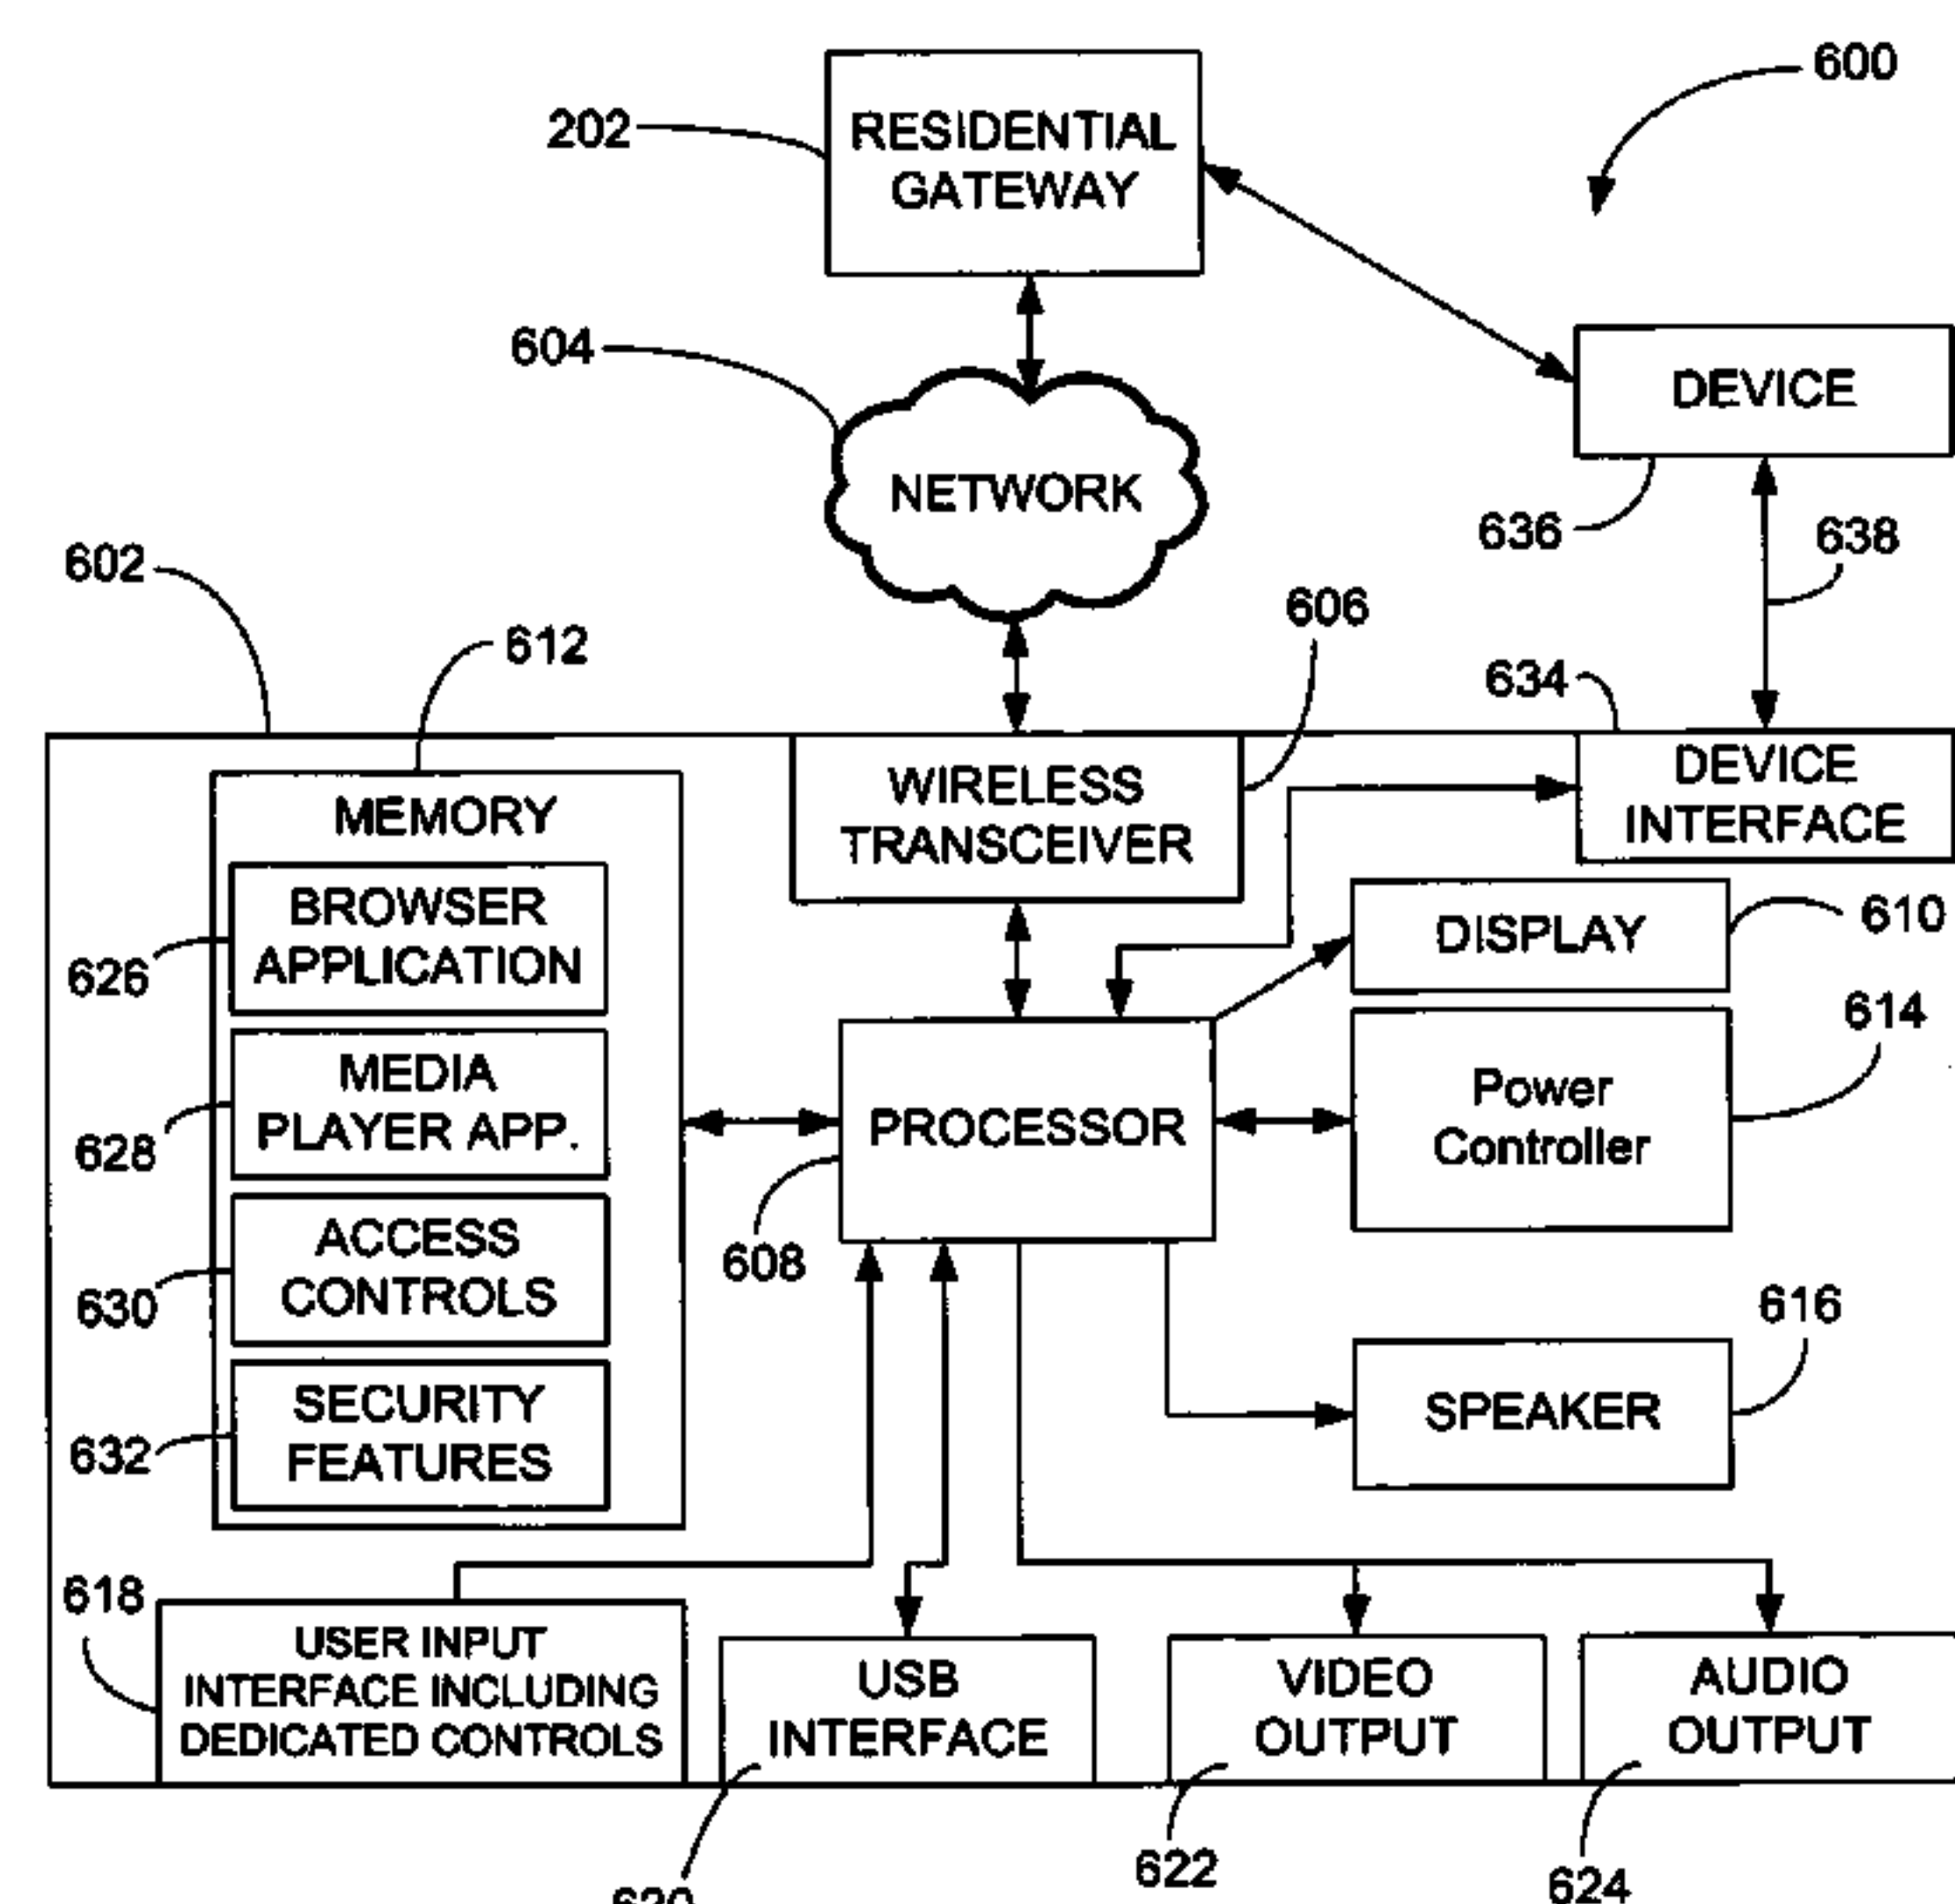 600
202
RESIDENTIAL
GATEWAY
604
DEVICE
NETWORK
636
638
602
606
612
634
MEMORY
WIRELESS
TRANSCEIVER
DEVICE
INTERFACE
BROWSER
APPLICATION
626
DISPLAY
610
614
MEDIA
PLAYER APP.
628
PROCESSOR
Power
Controller
608
ACCESS
CONTROLS
630
616
SECURITY
FEATURES
632
SPEAKER
618
USER INPUT
INTERFACE INCLUDING
DEDICATED CONTROLS
USB
INTERFACE
VIDEO
OUTPUT
AUDIO
OUTPUT
622
624